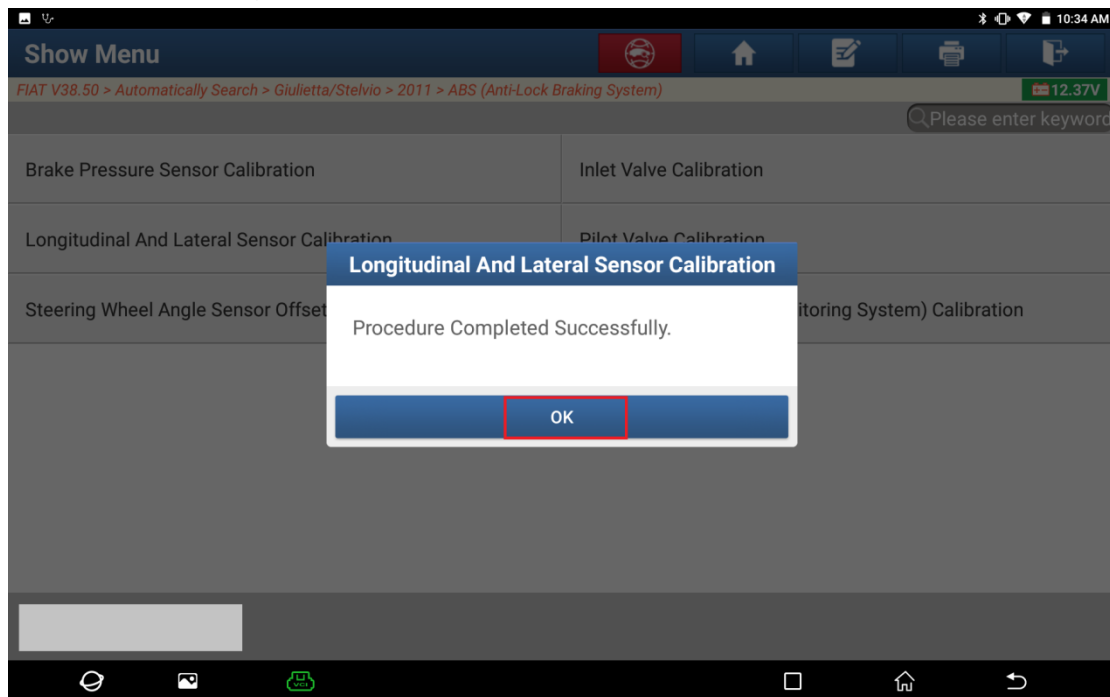 10:34 AM
Show Menu
FIAT V38.50 > Automatically Search > Giulietta/Stelvio > 2011 > ABS (Anti-Lock Braking System)
12.37V
Please enter keyword
Brake Pressure Sensor Calibration
Inlet Valve Calibration
Longitudinal And Lateral Sensor Calibration
Pilot Valve Calibration
Longitudinal And Lateral Sensor Calibration
Steering Wheel Angle Sensor Offset
itoring System) Calibration
Procedure Completed Successfully.
OK
VCI